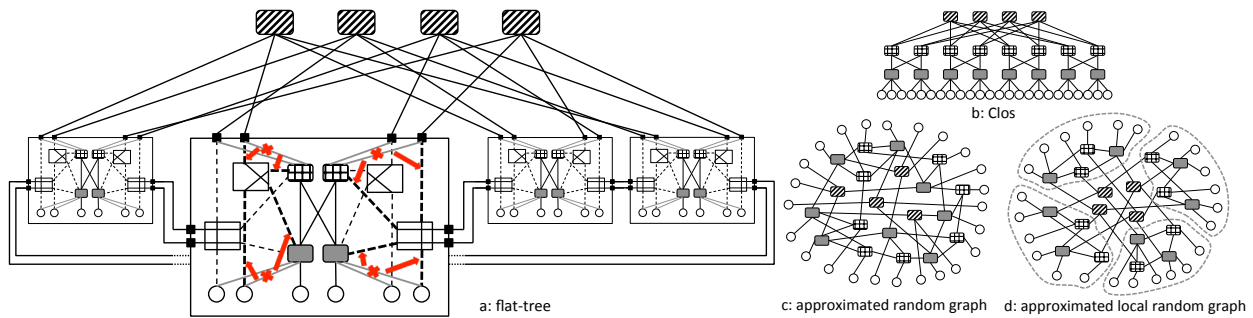 b: Clos
a: flat-tree
c: approximated random graph
d: approximated local random graph